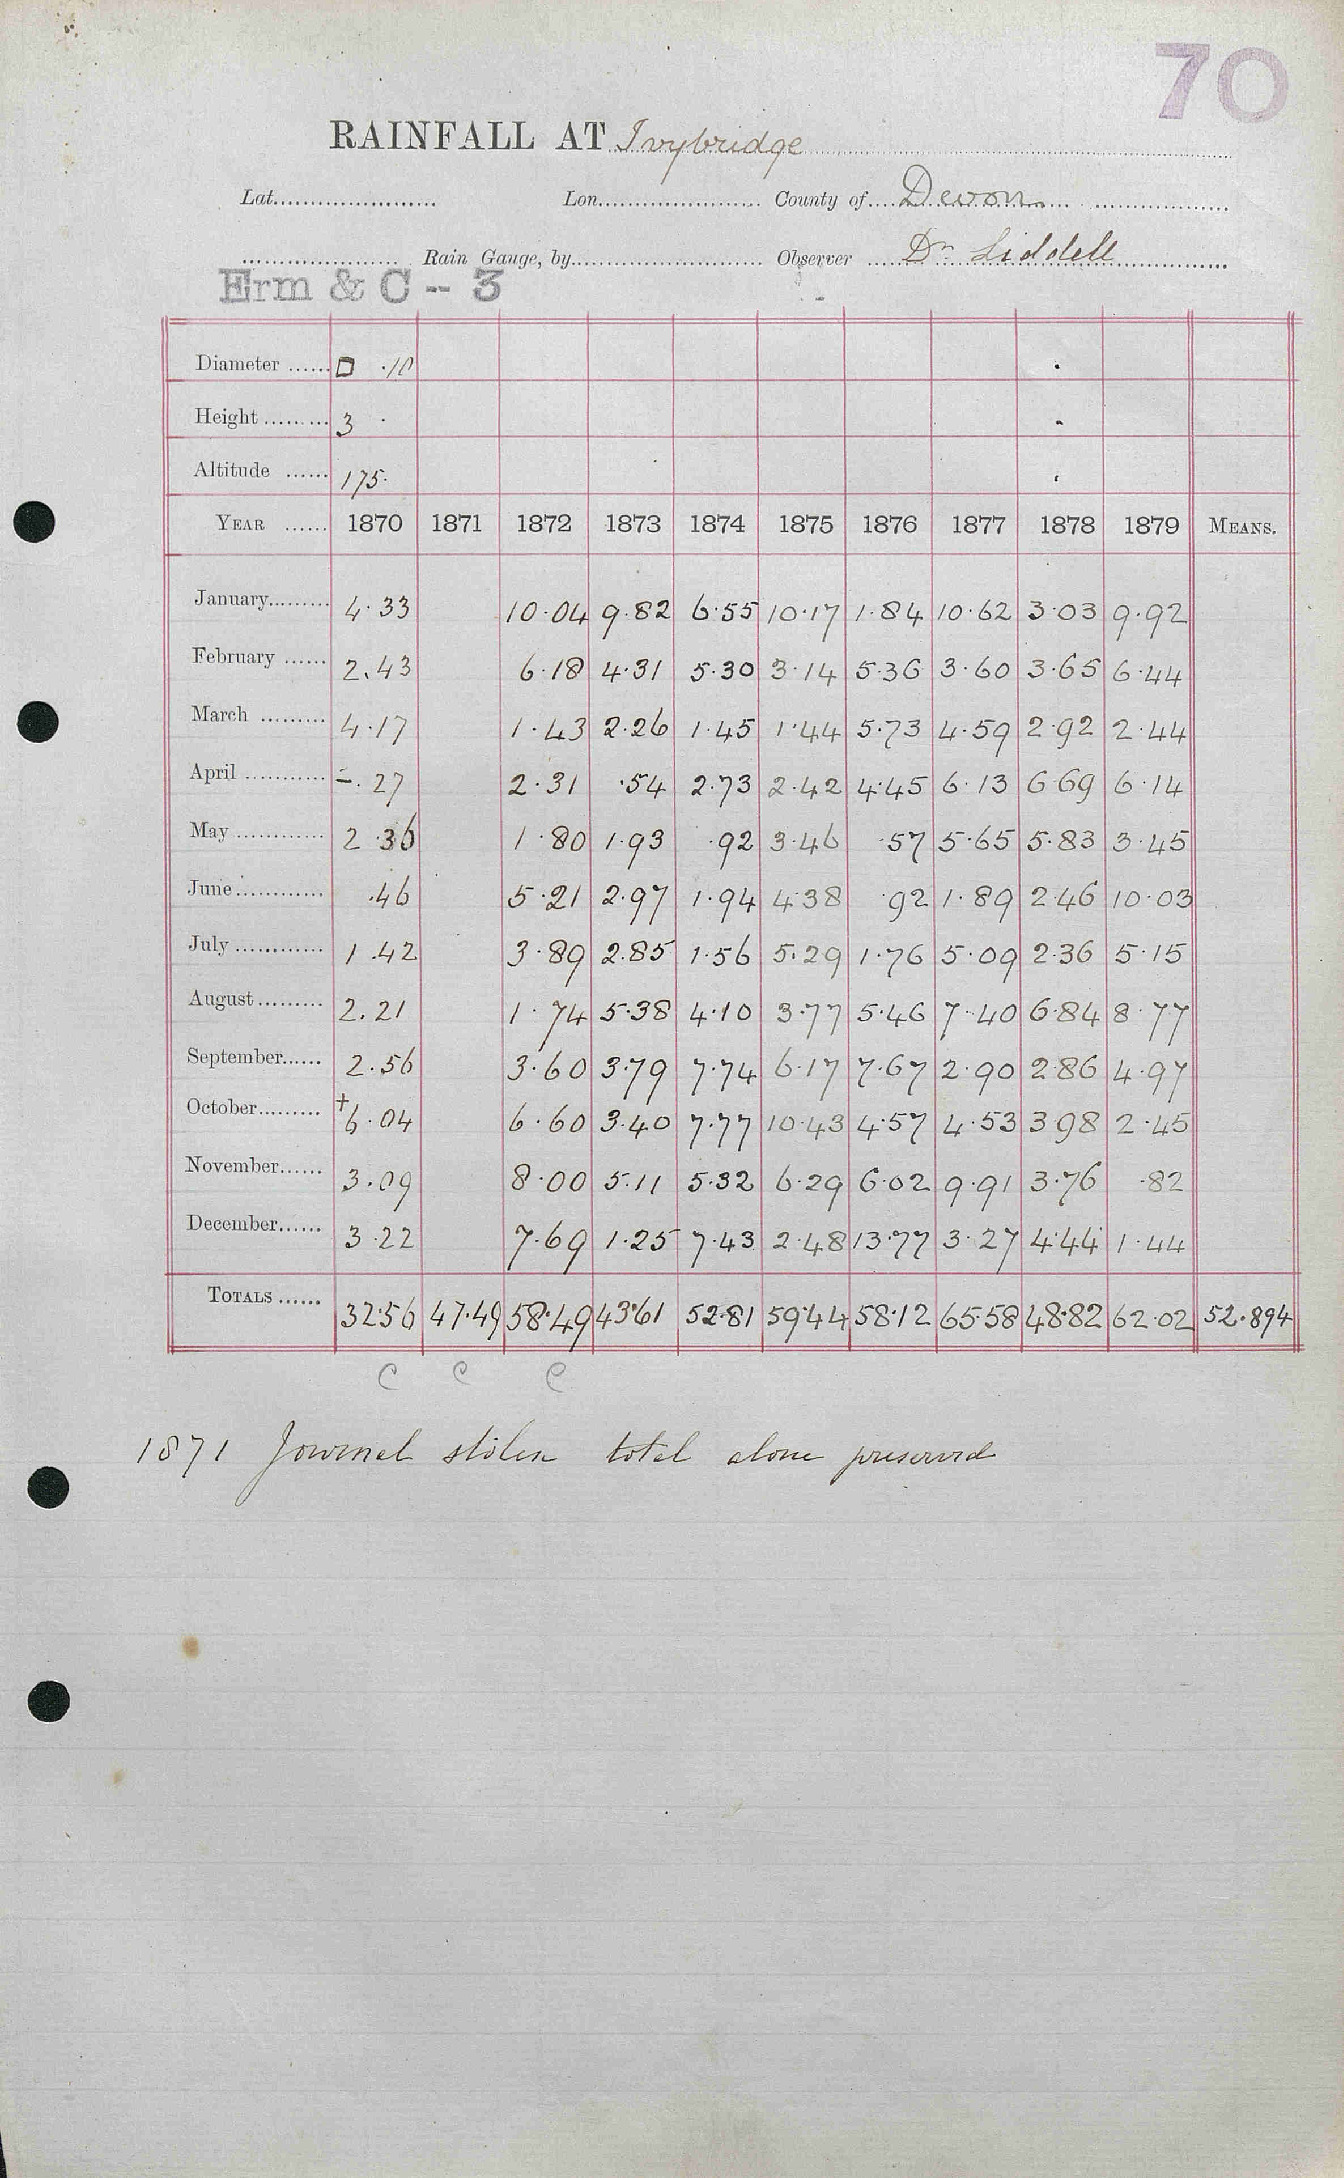 70
RAINFALL AT Ivybridge
Lat. Lon. County of Devon
Rain Gauge, by Observer Dr Liddell
Erm & C -- 3
Diameter □ .10
Height 3
Altitude 175.
YEAR 1870 1871 1872 1873 1874 1875 1876 1877 1878 1879 MEANS.
January 4.33 10.04 9.82 6.55 10.17 1.84 10.62 3.03 9.92
February 2.43 6.18 4.31 5.30 3.14 5.36 3.60 3.65 6.44
March 4.17 1.43 2.26 1.45 1.44 5.73 4.59 2.92 2.44
April -.27 2.31 .54 2.73 2.42 4.45 6.13 6.69 6.14
May 2.36 1.80 1.93 .92 3.46 .57 5.65 5.83 3.45
June .46 5.21 2.97 1.94 4.38 .92 1.89 2.46 10.03
July 1.42 3.89 2.85 1.56 5.29 1.76 5.09 2.36 5.15
August 2.21 1.74 5.38 4.10 3.77 5.46 7.40 6.84 8.77
September 2.56 3.60 3.79 7.74 6.17 7.67 2.90 2.86 4.97
October +6.04 6.60 3.40 7.77 10.43 4.57 4.53 3.98 2.45
November 3.09 8.00 5.11 5.32 6.29 6.02 9.91 3.76 .82
December 3.22 7.69 1.25 7.43 2.48 13.77 3.27 4.44 1.44
TOTALS 32.56 47.49 58.49 43.61 52.81 59.44 58.12 65.58 48.82 62.02 52.894
C C C
1871 Journal stolen total alone preserved